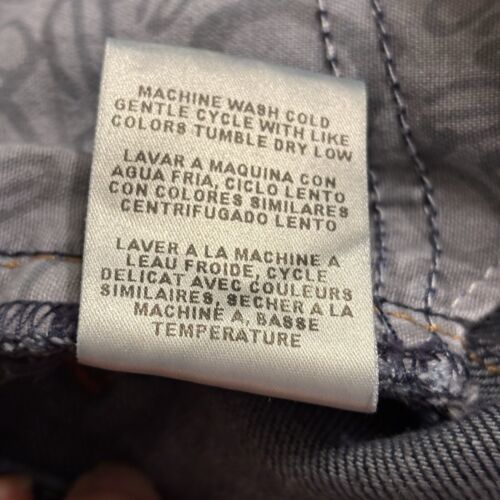 MACHINE WASH COLD
GENTLE CYCLE WITH LIKE
COLORS TUMBLE DRY LOW
LAVAR A MAQUINA CON
AGUA FRIA, CICLO LENTO
CON COLORES SIMILARES
CENTRIFUGADO LENTO
LAVER A LA MACHINE A
LEAU FROIDE, CYCLE
DELICAT AVEC COULEURS
SIMILAIRES, SECHER A LA
MACHINE A, BASSE
TEMPERATURE